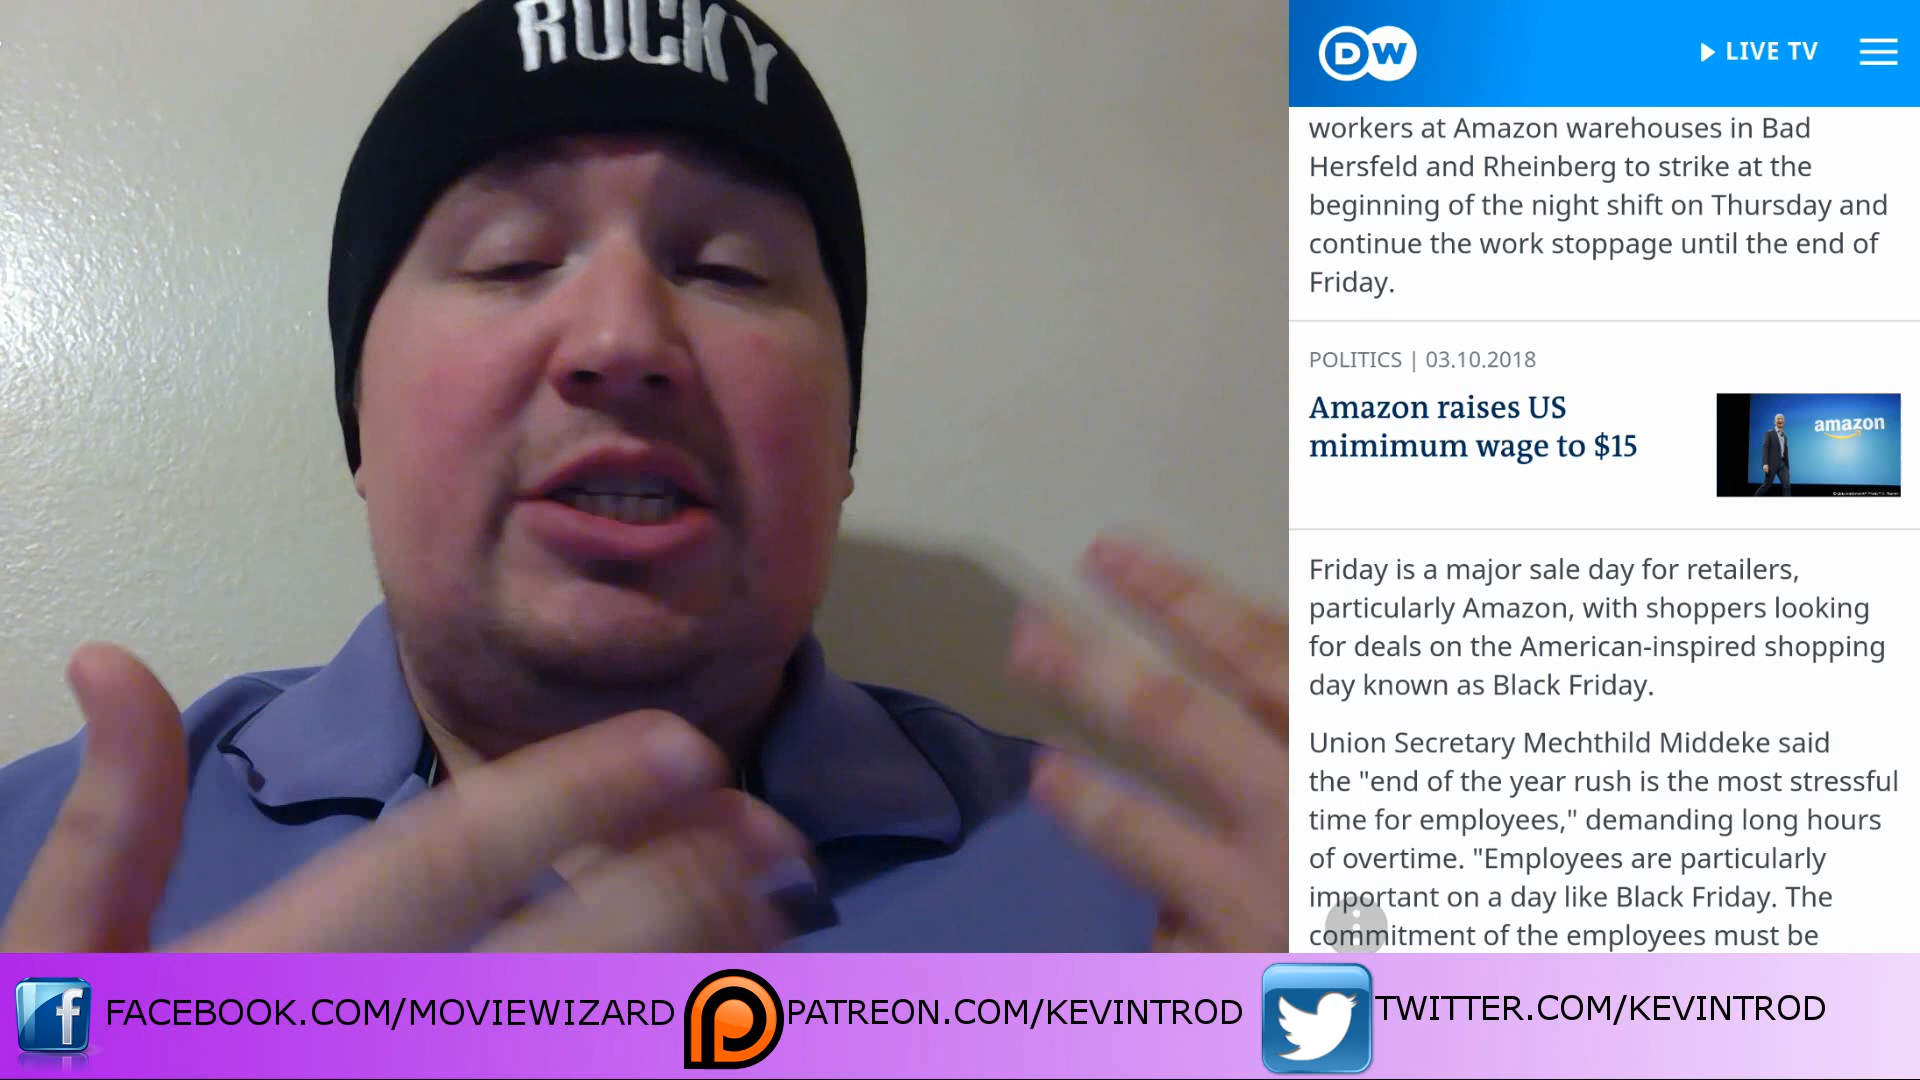 ROCKY
DW
LIVE TV
workers at Amazon warehouses in Bad
Hersfeld and Rheinberg to strike at the
beginning of the night shift on Thursday and
continue the work stoppage until the end of
Friday.
POLITICS | 03.10.2018
Amazon raises US
mimimum wage to $15
amazon
Friday is a major sale day for retailers,
particularly Amazon, with shoppers looking
for deals on the American-inspired shopping
day known as Black Friday.
Union Secretary Mechthild Middeke said
the "end of the year rush is the most stressful
time for employees," demanding long hours
of overtime. "Employees are particularly
important on a day like Black Friday. The
commitment of the employees must be
FACEBOOK.COM/MOVIEWIZARD
PATREON.COM/KEVINTROD
TWITTER.COM/KEVINTROD